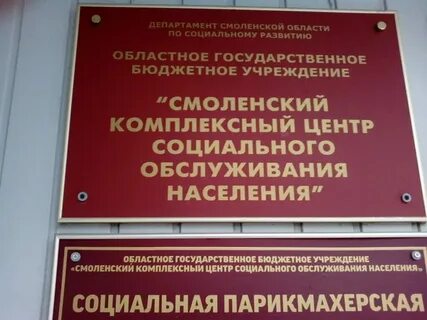 ДЕПАРТАМЕНТ СМОЛЕНСКОЙ ОБЛАСТИ
ПО СОЦИАЛЬНОМУ РАЗВИТИЮ
ОБЛАСТНОЕ ГОСУДАРСТВЕННОЕ
БЮДЖЕТНОЕ УЧРЕЖДЕНИЕ
"СМОЛЕНСКИЙ
КОМПЛЕКСНЫЙ ЦЕНТР
СОЦИАЛЬНОГО
ОБСЛУЖИВАНИЯ
НАСЕЛЕНИЯ"
ОБЛАСТНОЕ ГОСУДАРСТВЕННОЕ БЮДЖЕТНОЕ УЧРЕЖДЕНИЕ
«СМОЛЕНСКИЙ КОМПЛЕКСНЫЙ ЦЕНТР СОЦИАЛЬНОГО ОБСЛУЖИВАНИЯ НАСЕЛЕНИЯ»
СОЦИАЛЬНАЯ ПАРИКМАХЕРСКАЯ